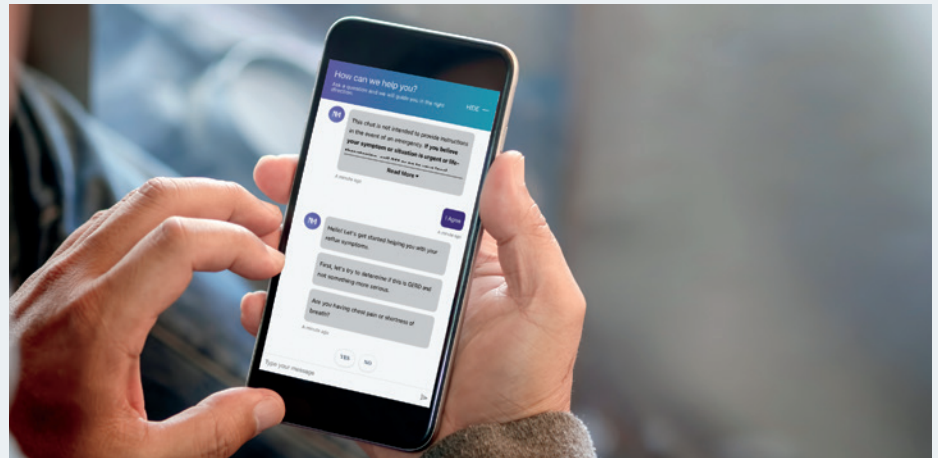 How can we help you?
Ask a question and we will guide you in the right
direction.
HIDE —
This chat is not intended to provide instructions
in the event of an emergency. If you believe
your symptom or situation is urgent or life-
Read More
A minute ago
I Agree
A minute ago
Hello! Let's get started helping you with your
reflux symptoms.
First, let's try to determine if this is GERD and
not something more serious.
Are you having chest pain or shortness of
breath?
A minute ago
YES NO
Type your message